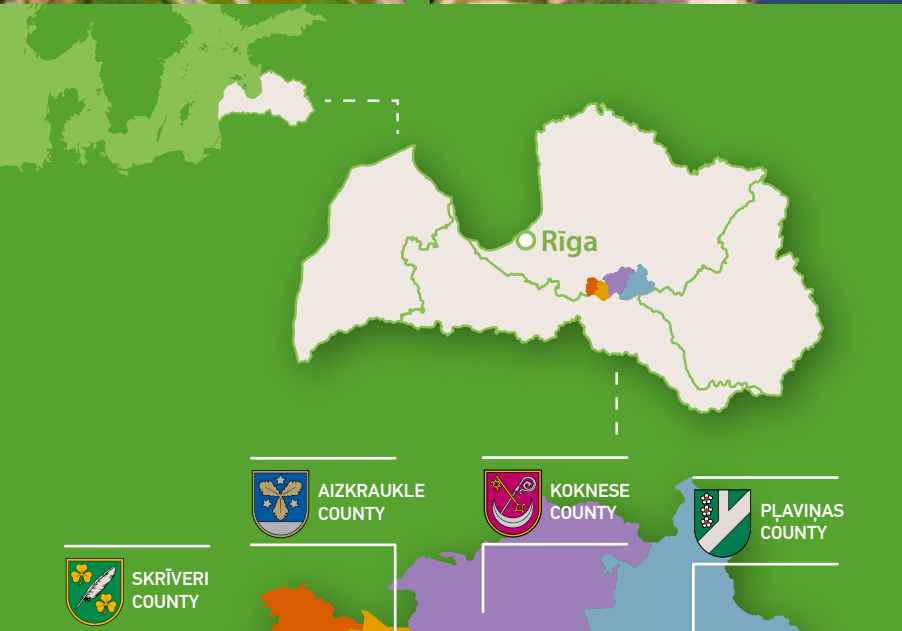 Rīga
AIZKRAUKLE
COUNTY
KOKNESE
COUNTY
PĻAVIŅAS
COUNTY
SKRĪVERI
COUNTY